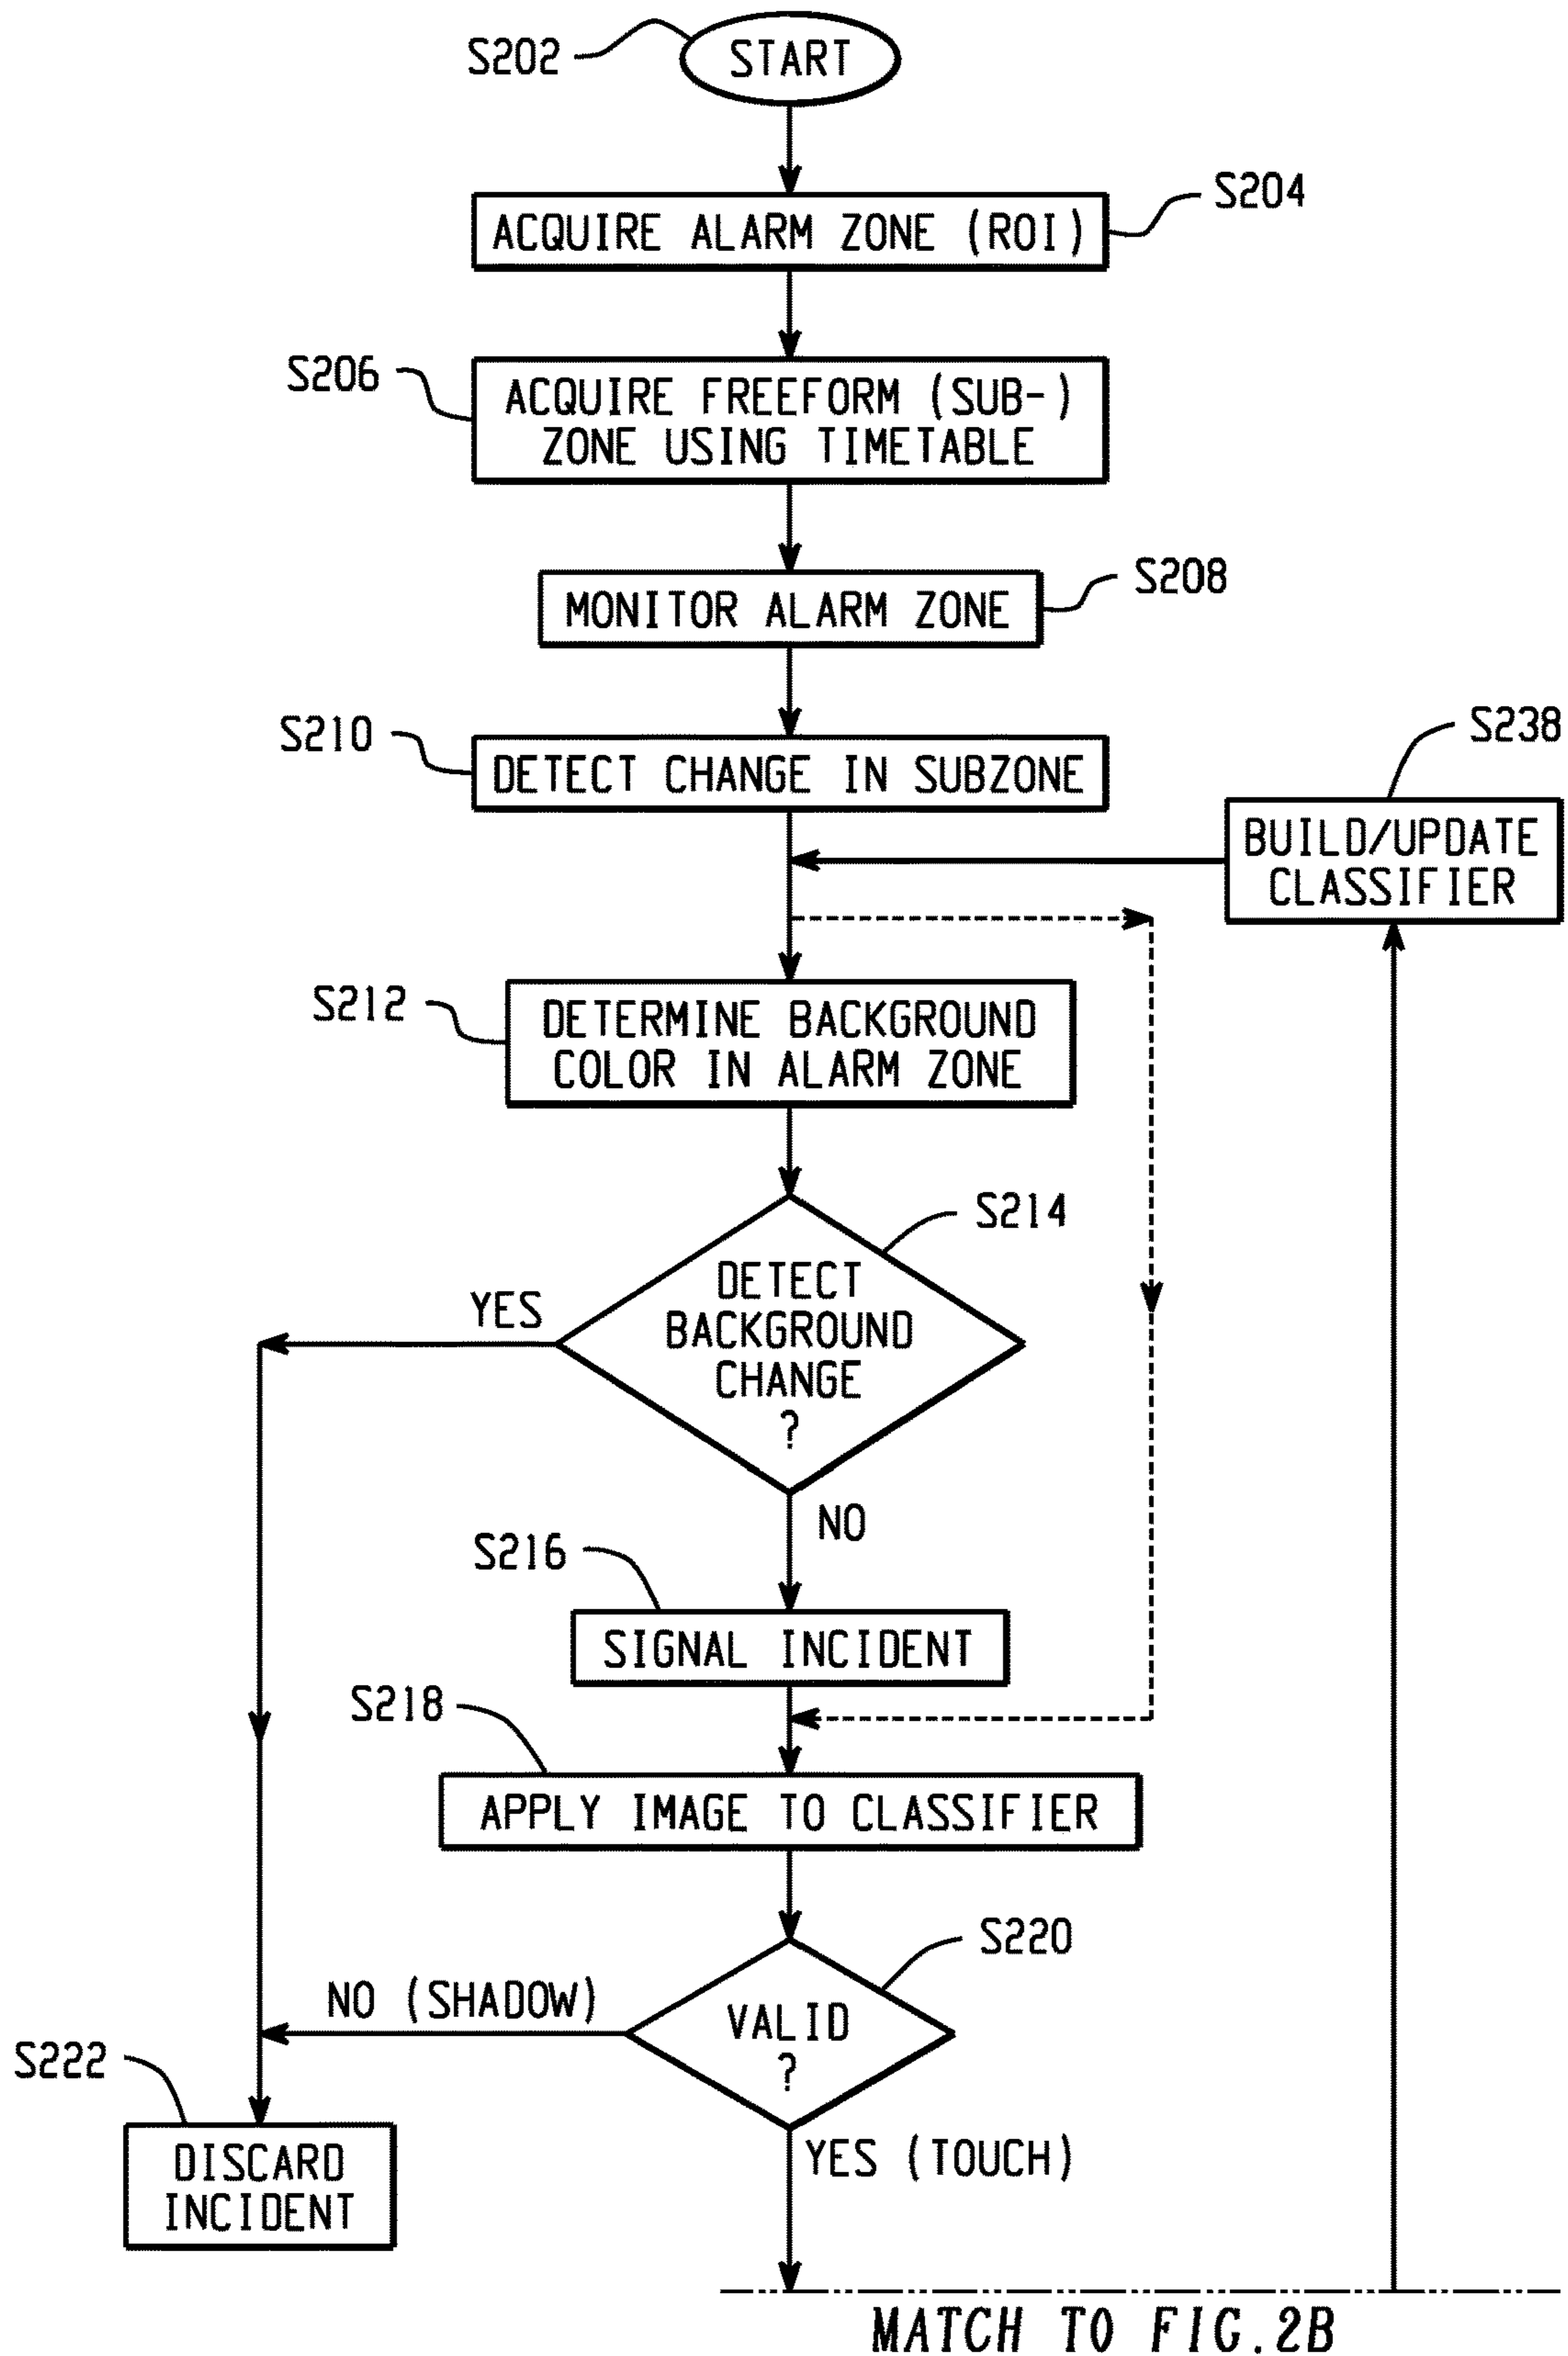 S202
START
S204
ACQUIRE ALARM ZONE (ROI)
S206
ACQUIRE FREEFORM (SUB-)
ZONE USING TIMETABLE
S208
MONITOR ALARM ZONE
S210
DETECT CHANGE IN SUBZONE
S238
BUILD/UPDATE
CLASSIFIER
S212
DETERMINE BACKGROUND
COLOR IN ALARM ZONE
S214
DETECT
BACKGROUND
CHANGE
?
YES
NO
S216
SIGNAL INCIDENT
S218
APPLY IMAGE TO CLASSIFIER
S220
VALID
?
NO (SHADOW)
S222
DISCARD
INCIDENT
YES (TOUCH)
MATCH TO FIG.2B